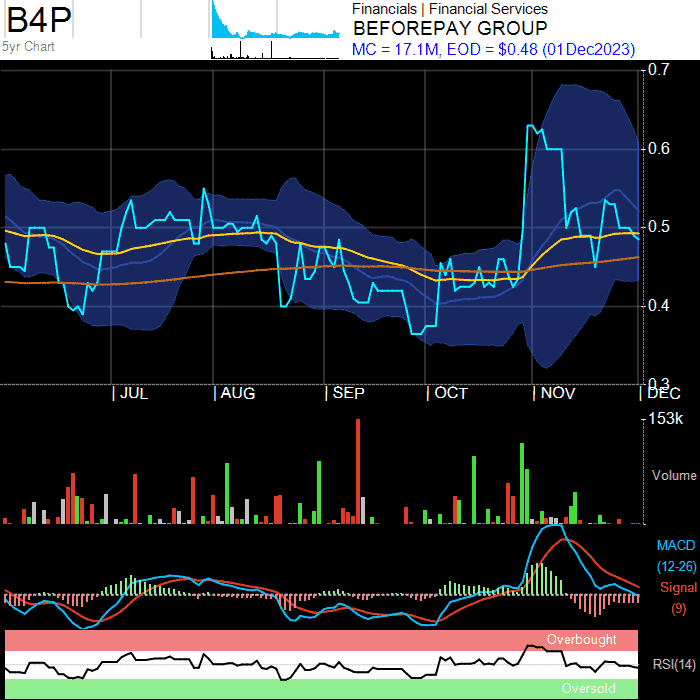 B4P
5yr Chart
Financials | Financial Services
BEFOREPAY GROUP
MC = 17.1M, EOD = $0.48 (01Dec2023)
0.7
0.6
0.5
0.4
0.3
JUL AUG SEP OCT NOV DEC
153k
Volume
MACD
(12-26)
Signal
(9)
Overbought
RSI(14)
Oversold